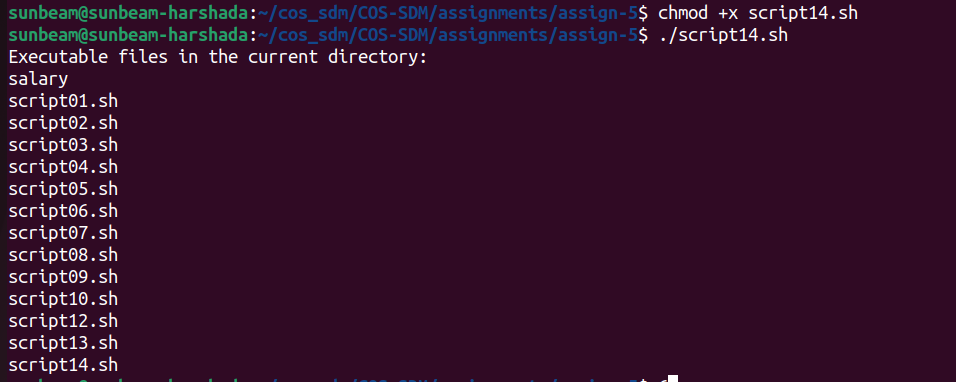 sunbeam@sunbeam-harshada:~/cos_sdm/COS-SDM/assignments/assign-5$ chmod +x script14.sh
sunbeam@sunbeam-harshada:~/cos_sdm/COS-SDM/assignments/assign-5$ ./script14.sh
Executable files in the current directory:
salary
script01.sh
script02.sh
script03.sh
script04.sh
script05.sh
script06.sh
script07.sh
script08.sh
script09.sh
script10.sh
script12.sh
script13.sh
script14.sh